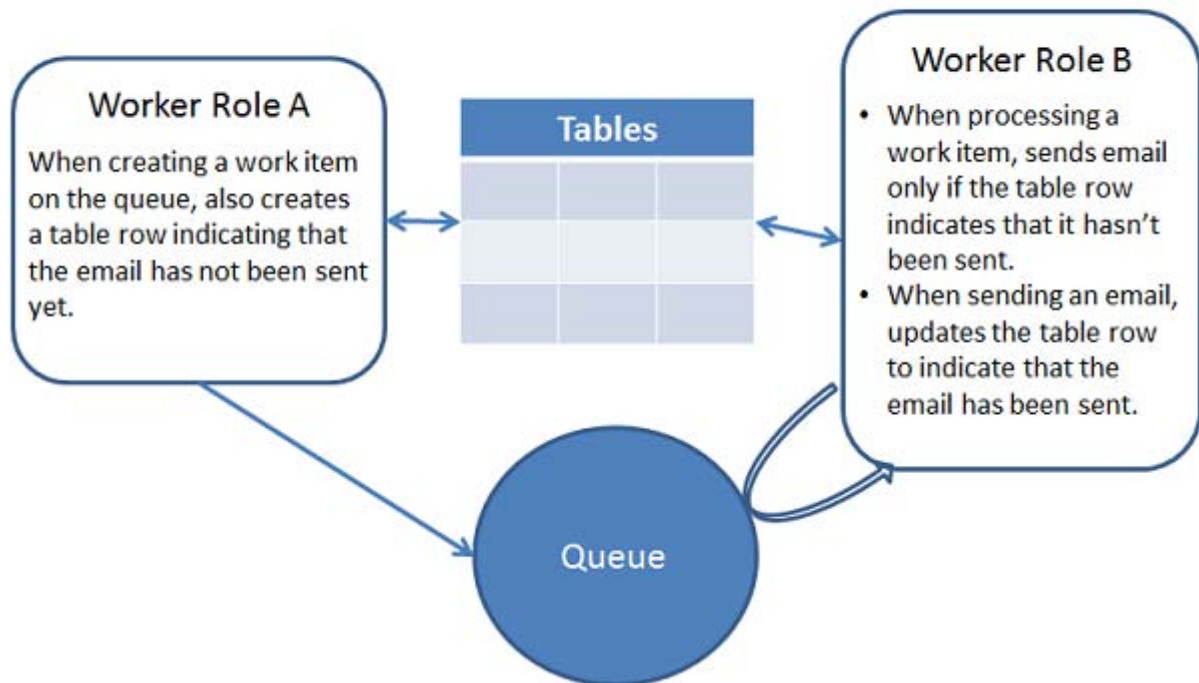 Worker Role A
When creating a work item
on the queue, also creates
a table row indicating that
the email has not been sent
yet.
Tables
Worker Role B
• When processing a
work item, sends email
only if the table row
indicates that it hasn't
been sent.
• When sending an email,
updates the table row
to indicate that the
email has been sent.
Queue